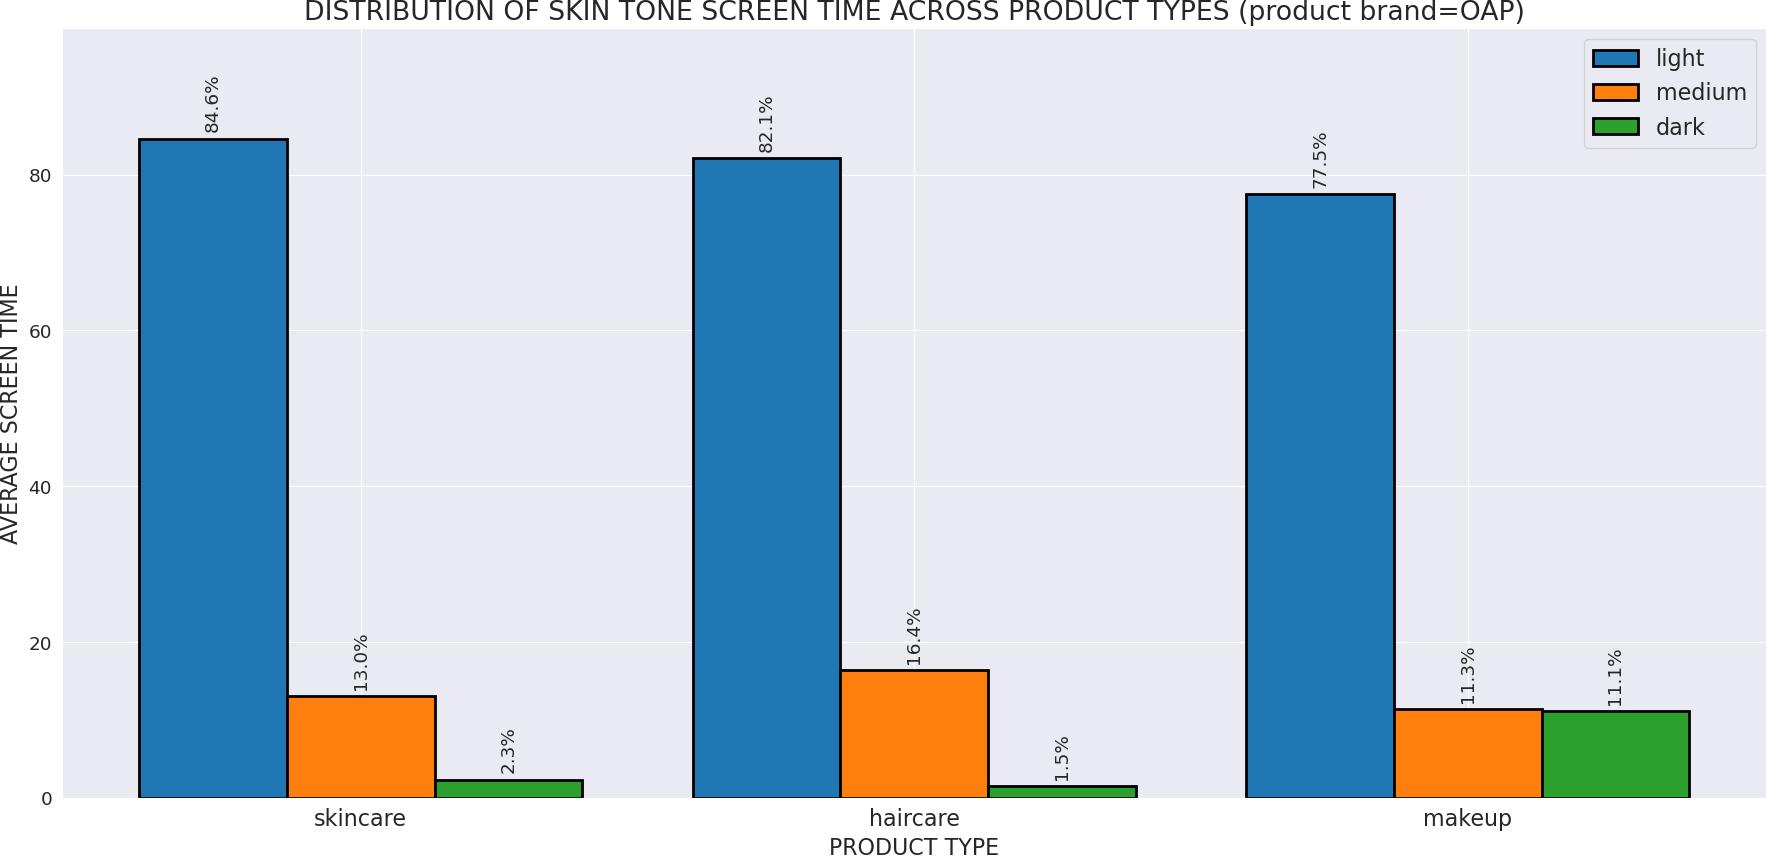 DISTRIBUTION OF SKIN TONE SCREEN TIME ACROSS PRODUCT TYPES (product brand=OAP)
light
medium
dark
AVERAGE SCREEN TIME
80
60
40
20
0
84.6%
13.0%
2.3%
82.1%
16.4%
1.5%
77.5%
11.3%
11.1%
skincare
haircare
makeup
PRODUCT TYPE